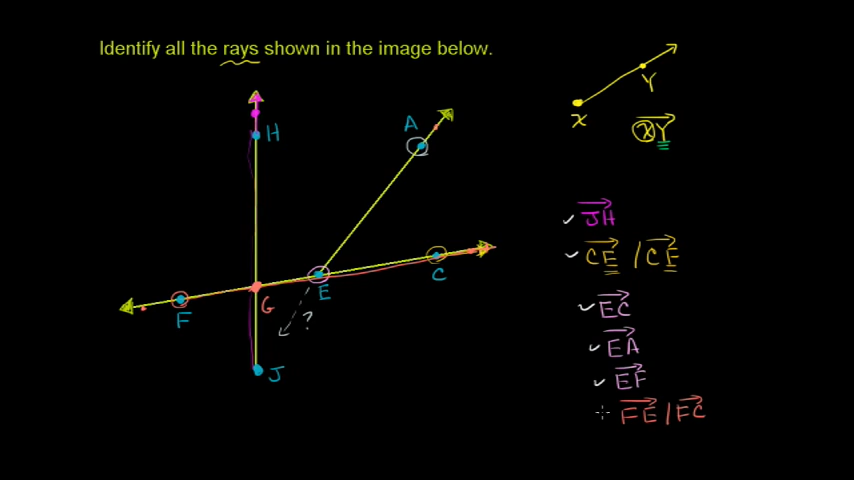 Identify all the rays shown in the image below.
X
Y
XY
H
A
F
G
E
C
J
?
JH
CE / CE
EC
EA
EF
FE / FC